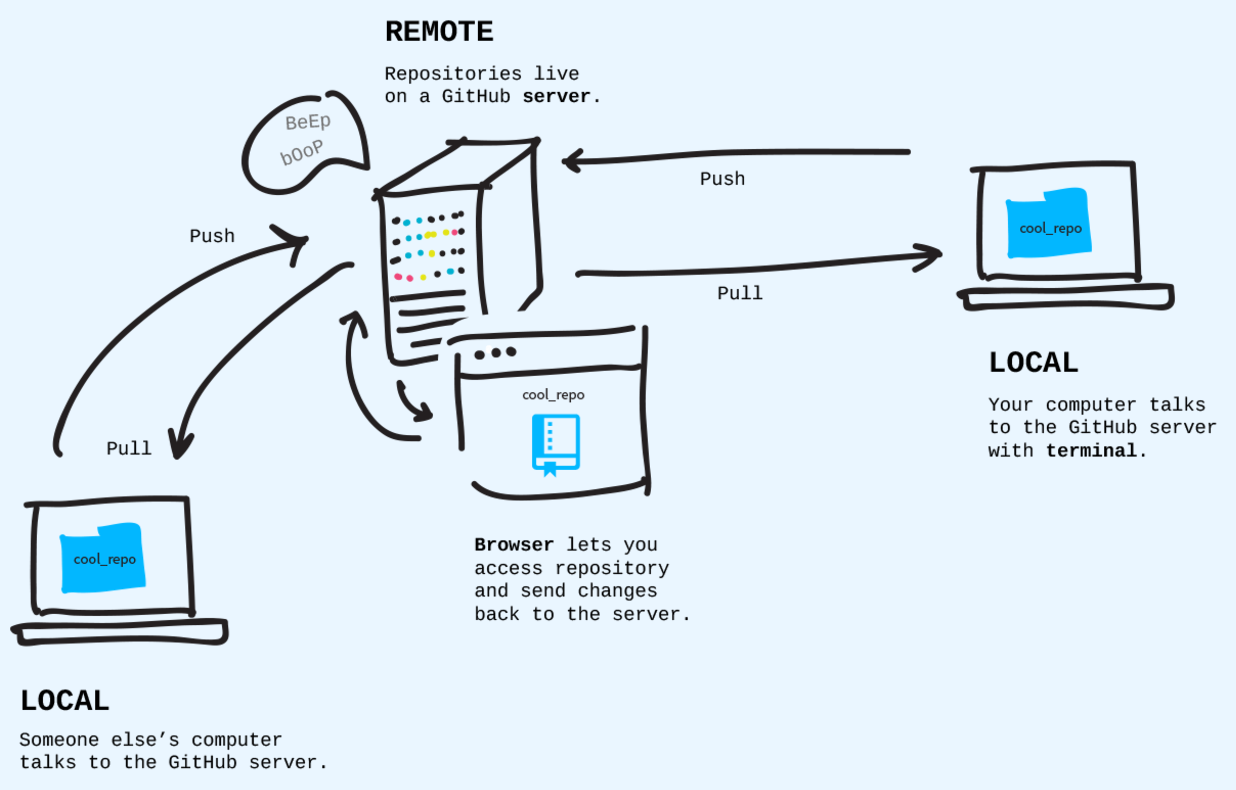 REMOTE
Repositories live
on a GitHub server.
BeEp
bOoP
Push
Push
Pull
Pull
cool_repo
LOCAL
Your computer talks
to the GitHub server
with terminal.
cool_repo
Browser lets you
access repository
and send changes
back to the server.
cool_repo
LOCAL
Someone else’s computer
talks to the GitHub server.